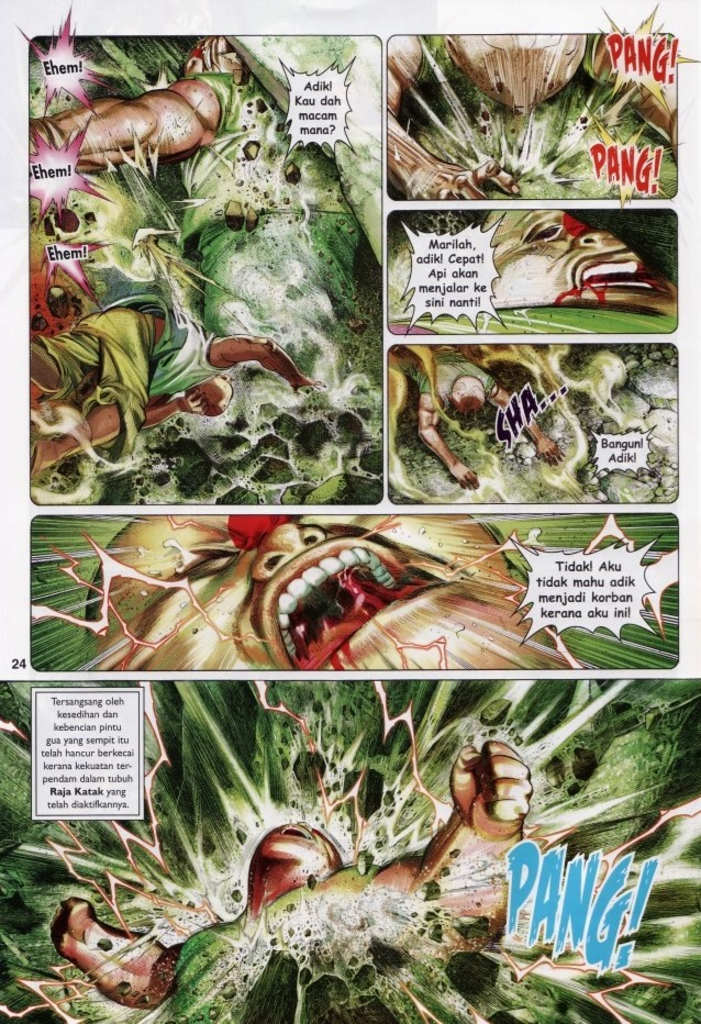 Ehem!
Ehem!
Ehem!
Adik!
Kau dah
macam
mana?
PANG!
PANG!
Marilah,
adik! Cepat!
Api akan
menjalar ke
sini nanti!
SHA...
Bangun!
Adik!
Tidak! Aku
tidak mahu adik
menjadi korban
kerana aku ini!
24
Tersangsang oleh
kesedihan dan
kebencian pintu
gua yang sempit itu
telah hancur berkecai
kerana kekuatan ter-
pendam dalam tubuh
Raja Katak yang
telah diaktifkannya.
PANG!